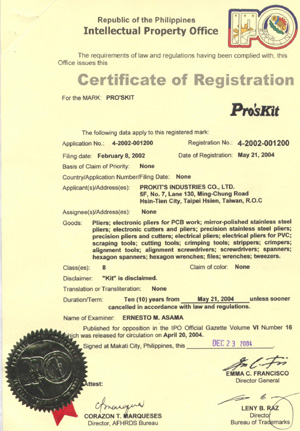 Republic of the Philippines
Intellectual Property Office
The requirements of law and regulations having been complied with, this
Office issues this
Certificate of Registration
For the MARK: PRO'SKIT
Pro'sKit
The following data apply to this registered mark:
Application No.: 4-2002-001200 Registration No.: 4-2002-001200
Filing date: February 8, 2002 Date of Registration: May 21, 2004
Basis of Claim of Priority: None
Country/Application Number/Filing Date: None
Applicant(s)/Address(es): PROKIT'S INDUSTRIES CO., LTD.
5F, No. 7, Lane 130, Ming-Chung Road
Hsin-Tien City, Taipei Hsien, Taiwan, R.O.C
Assignee(s)/Address(es): None
Goods: Pliers; electronic pliers for PCB work; mirror-polished stainless steel
pliers; electronic cutters and pliers; precision stainless steel pliers;
precision pliers and cutters; electrical pliers for PVC;
scraping tools; cutting tools; crimping tools; strippers; crimpers;
alignment tools; alignment screwdrivers; screwdrivers; spanners;
hexagon spanners; hexagon wrenches; files; wrenches; tweezers.
Class(es): 8 Claim of color: None
Disclaimer: "Kit" is disclaimed.
Translation or Transliteration: None
Duration/Term: Ten (10) years from May 21, 2004 unless sooner
cancelled in accordance with law and regulations.
Name of Examiner: ERNESTO M. ASAMA
Published for opposition in the IPO Official Gazette Volume VI Number 16
which was released for circulation on April 20, 2004.
Signed at Makati City, Philippines, this DEC 23 2004
EMMA C. FRANCISCO
Director General
Attest:
CORAZON T. MARQUESES
Director, AFHRDS Bureau
LENY B. RAZ
Director
Bureau of Trademarks